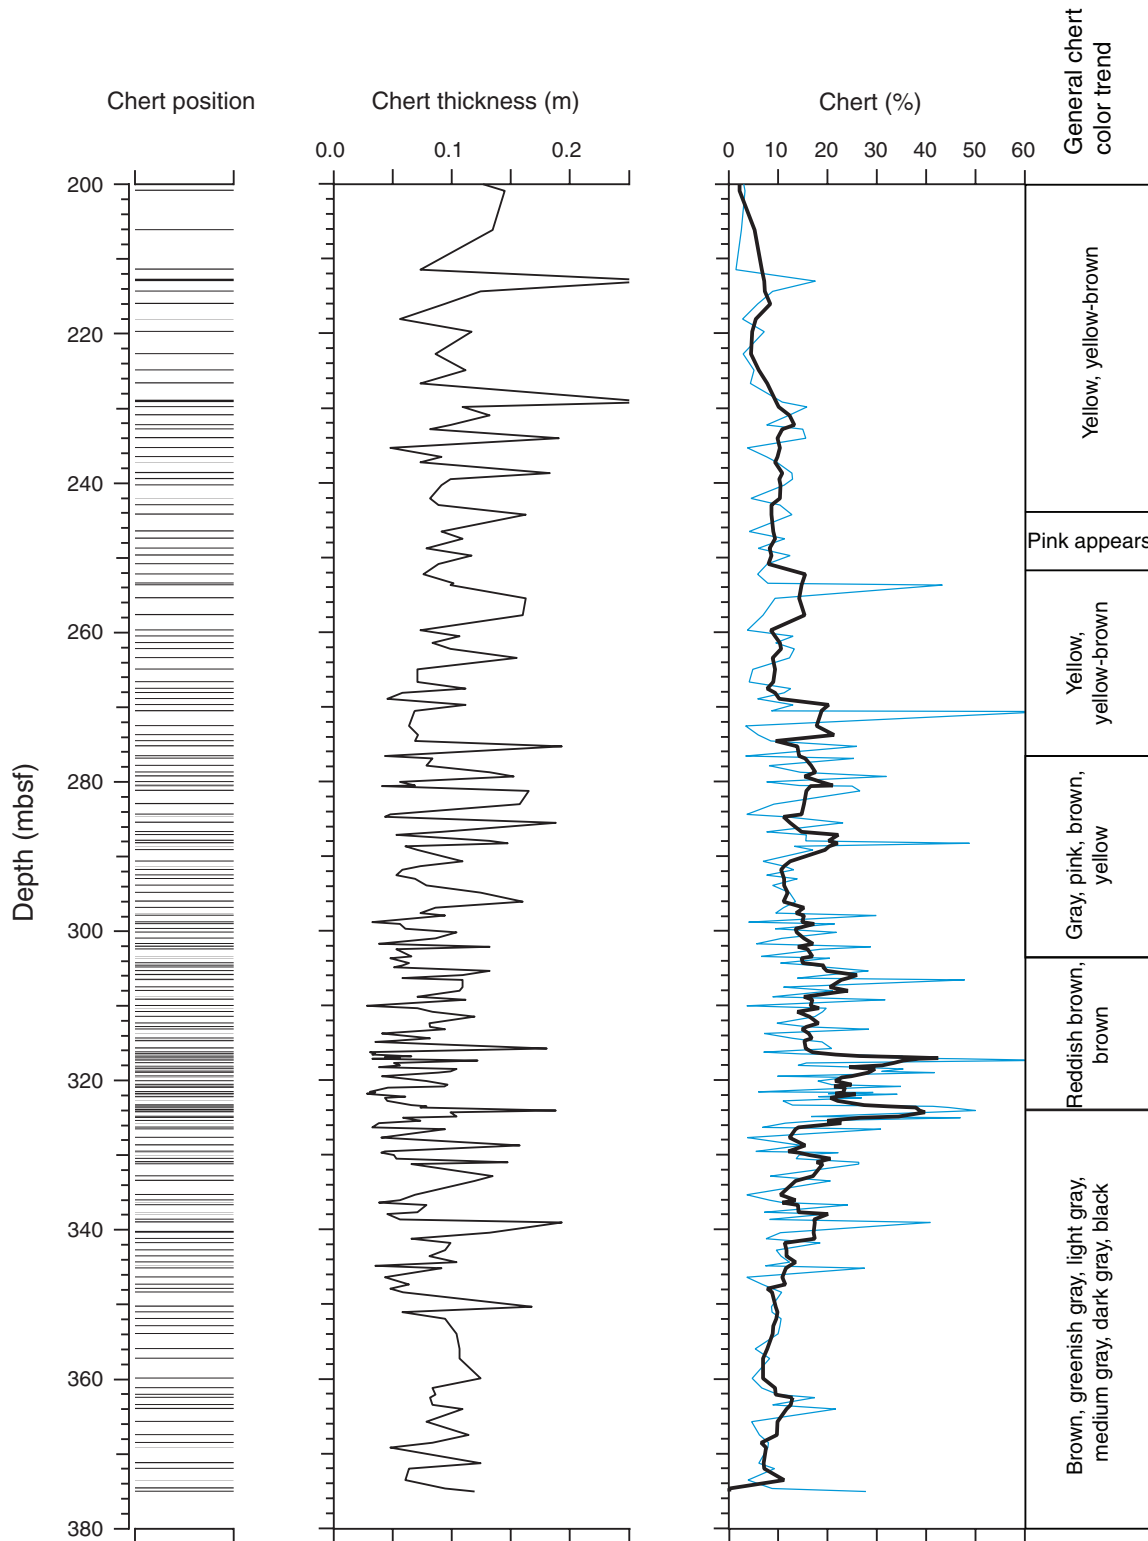 General chert
color trend
Chert position
Chert thickness (m)
Chert (%)
0.0
0.1
0.2
0
10
20
30
40
50
60
Depth (mbsf)
200
220
240
260
280
300
320
340
360
380
Yellow, yellow-brown
Pink appears
Yellow,
yellow-brown
Gray, pink, brown,
yellow
Reddish brown,
brown
Brown, greenish gray, light gray,
medium gray, dark gray, black